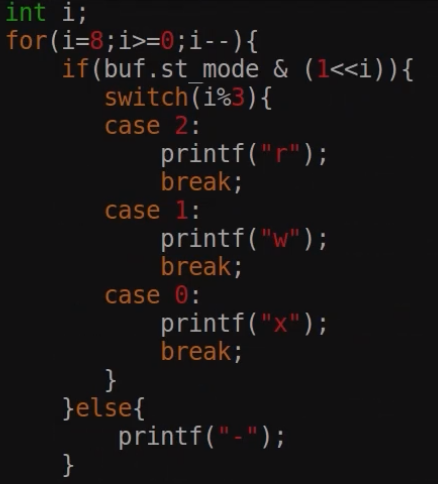 int i;
for(i=8;i>=0;i--){
    if(buf.st_mode & (1<<i)){
       switch(i%3){
       case 2:
           printf("r");
           break;
       case 1:
           printf("w");
           break;
       case 0:
           printf("x");
           break;
       }
    }else{
        printf("-");
    }